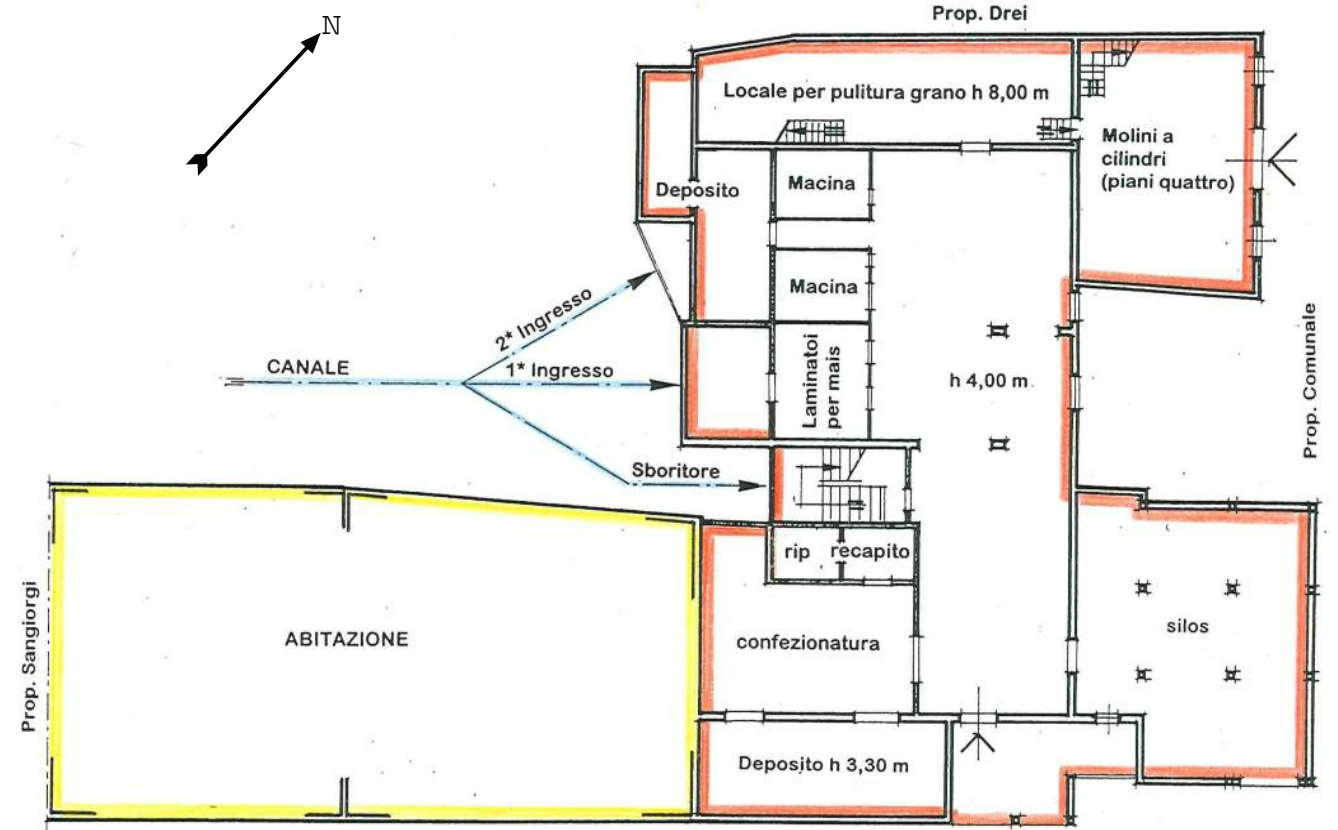 Prop. Drei
N
Locale per pulitura grano h 8,00 m
Molini a
cilindri
(piani quattro)
Deposito
Macina
Macina
2* Ingresso
CANALE
1* Ingresso
Laminatoi
per mais
h 4,00 m
Prop. Comunale
Sboritore
rip
recapito
Prop. Sangiorgi
ABITAZIONE
confezionatura
silos
Deposito h 3,30 m